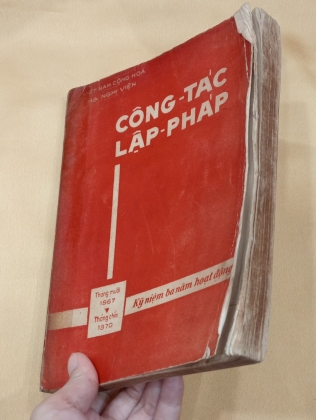 VIỆT NAM CỘNG HOÀ
NGHỊ VIỆN
CÔNG-TÁC
LẬP-PHÁP
Tháng mười
1967
Tháng chín
1970
Kỷ niệm ba năm hoạt động